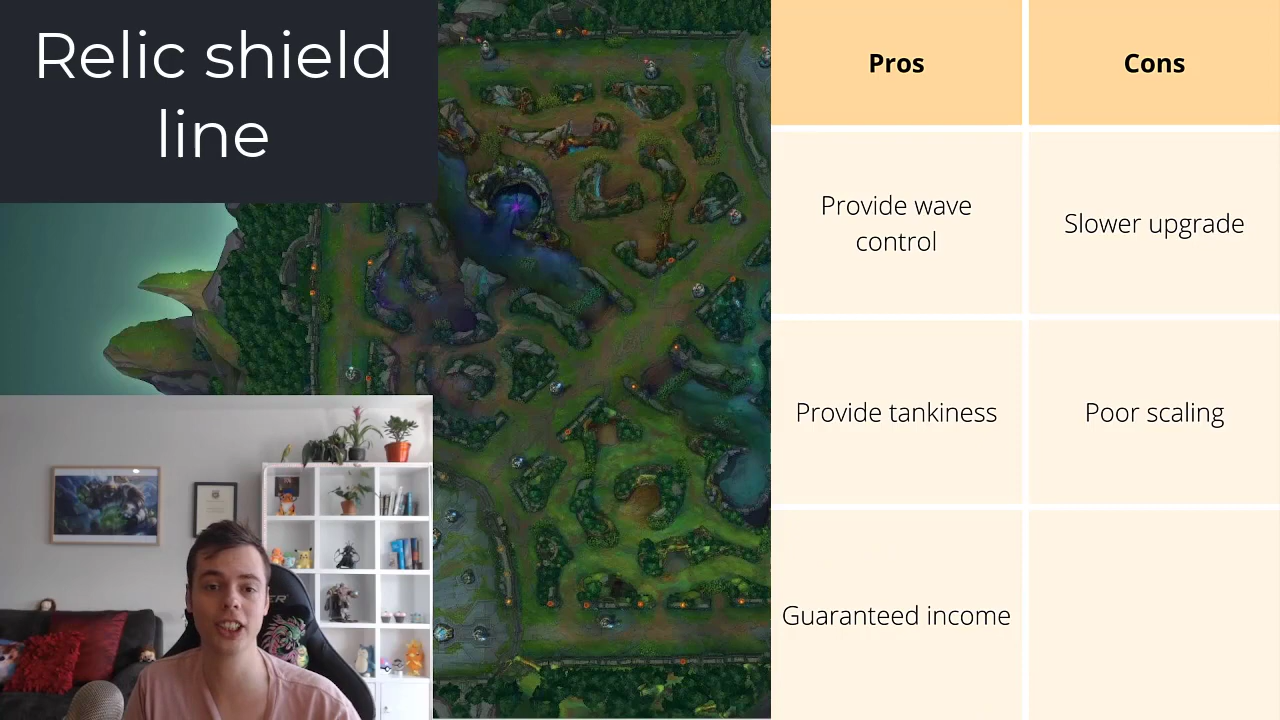 Relic shield
line
Pros
Cons
Provide wave
control
Slower upgrade
Provide tankiness
Poor scaling
Guaranteed income